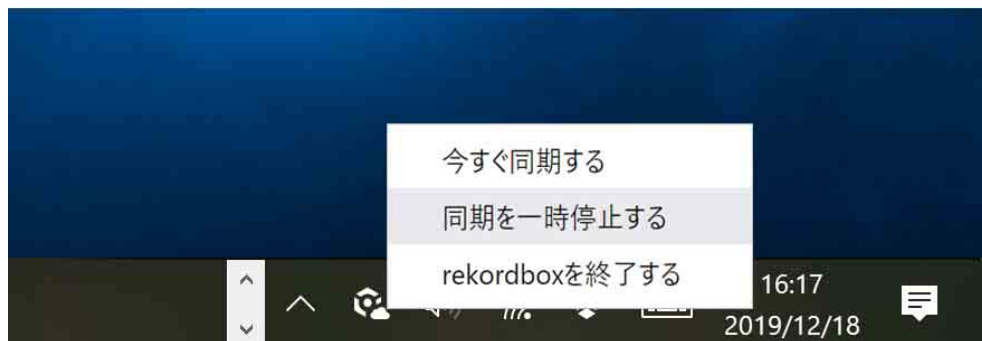 今すぐ同期する
同期を一時停止する
rekordboxを終了する
16:17
2019/12/18